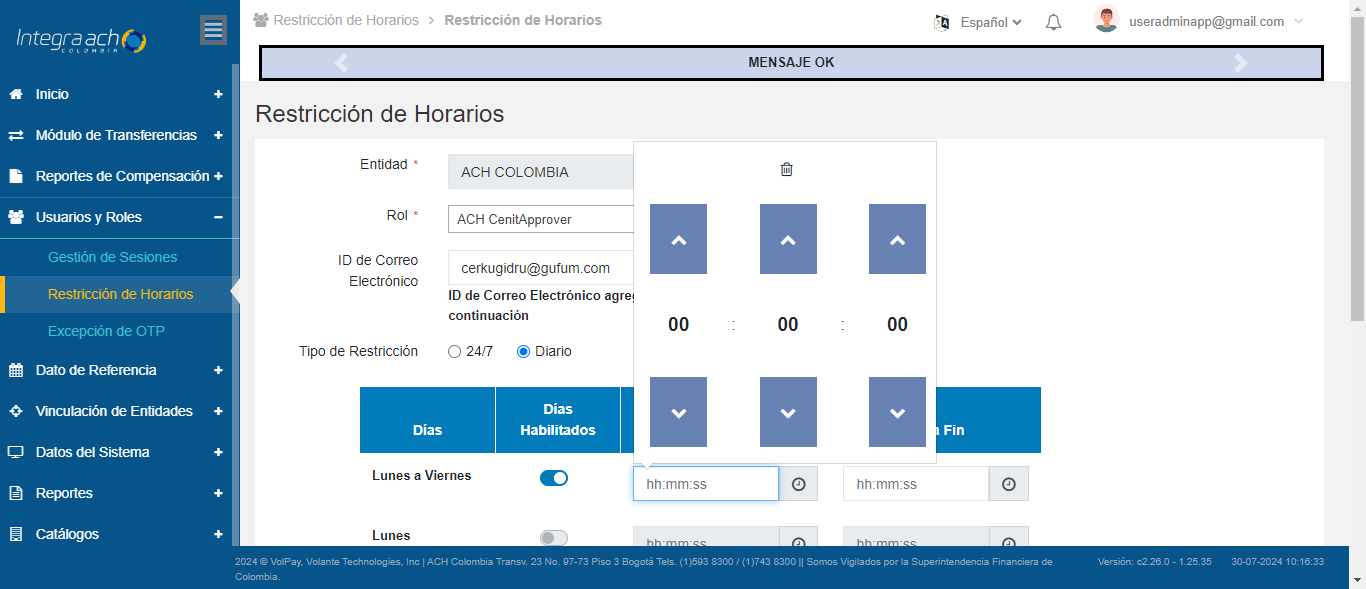 Integra ach
COLOMBIA
Restricción de Horarios > Restricción de Horarios
Español
useradminapp@gmail.com
MENSAJE OK
Inicio +
Módulo de Transferencias +
Reportes de Compensación +
Usuarios y Roles −
Gestión de Sesiones
Restricción de Horarios
Excepción de OTP
Dato de Referencia +
Vinculación de Entidades +
Datos del Sistema +
Reportes +
Catálogos +
Restricción de Horarios
Entidad *
ACH COLOMBIA
Rol *
ACH CenitApprover
ID de Correo
Electrónico
cerkugidru@gufum.com
ID de Correo Electrónico agre
continuación
Tipo de Restricción
24/7
Diario
00 : 00 : 00
Días
Días
Habilitados
Fin
Lunes a Viernes
hh:mm:ss
hh:mm:ss
Lunes
hh:mm:ss
hh:mm:ss
2024 © VolPay, Volante Technologies, Inc | ACH Colombia Transv. 23 No. 97-73 Piso 3 Bogotá Tels. (1)593 8300 / (1)743 8300 || Somos Vigilados por la Superintendencia Financiera de
Colombia.
Versión: c2.26.0 - 1.25.35
30-07-2024 10:16:33